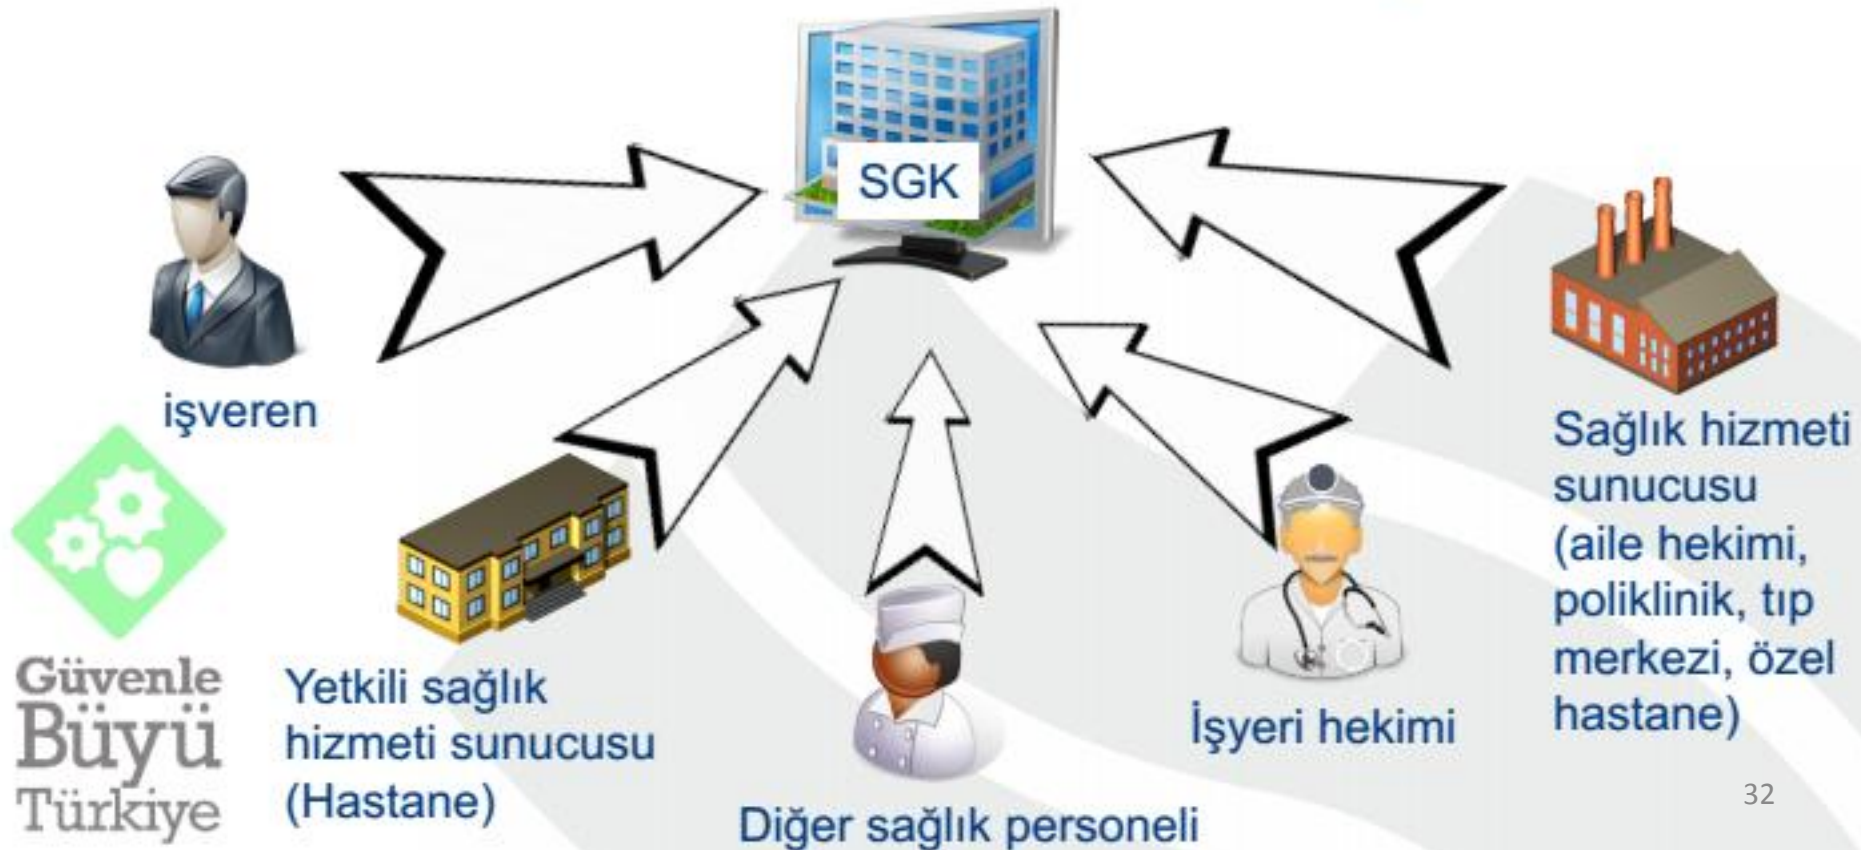 SGK
işveren
Yetkili sağlık
hizmeti sunucusu
(Hastane)
Diğer sağlık personeli
İşyeri hekimi
Sağlık hizmeti
sunucusu
(aile hekimi,
poliklinik, tıp
merkezi, özel
hastane)
Güvenle
Büyü
Türkiye
32